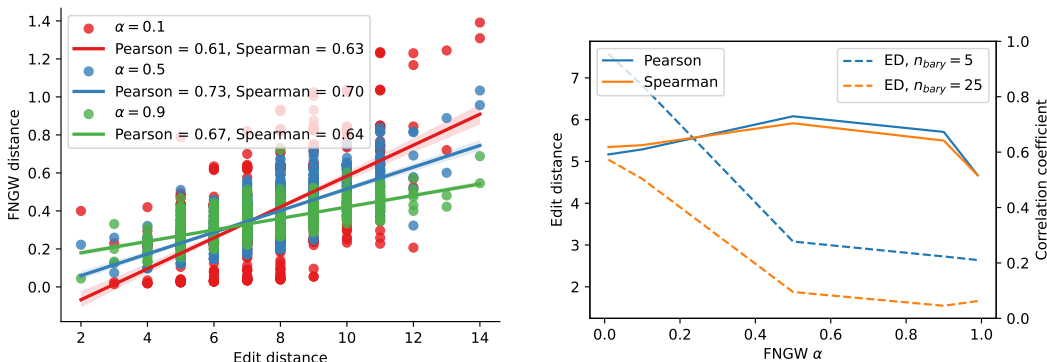 1.4
1.2
1.0
0.8
0.6
0.4
0.2
0.0
FNGW distance
α = 0.1
Pearson = 0.61, Spearman = 0.63
α = 0.5
Pearson = 0.73, Spearman = 0.70
α = 0.9
Pearson = 0.67, Spearman = 0.64
2 4 6 8 10 12 14
Edit distance
7
6
5
4
3
2
Edit distance
Pearson
Spearman
ED, n_bary = 5
ED, n_bary = 25
1.0
0.8
0.6
0.4
0.2
0.0
Correlation coefficient
0.0 0.2 0.4 0.6 0.8 1.0
FNGW α